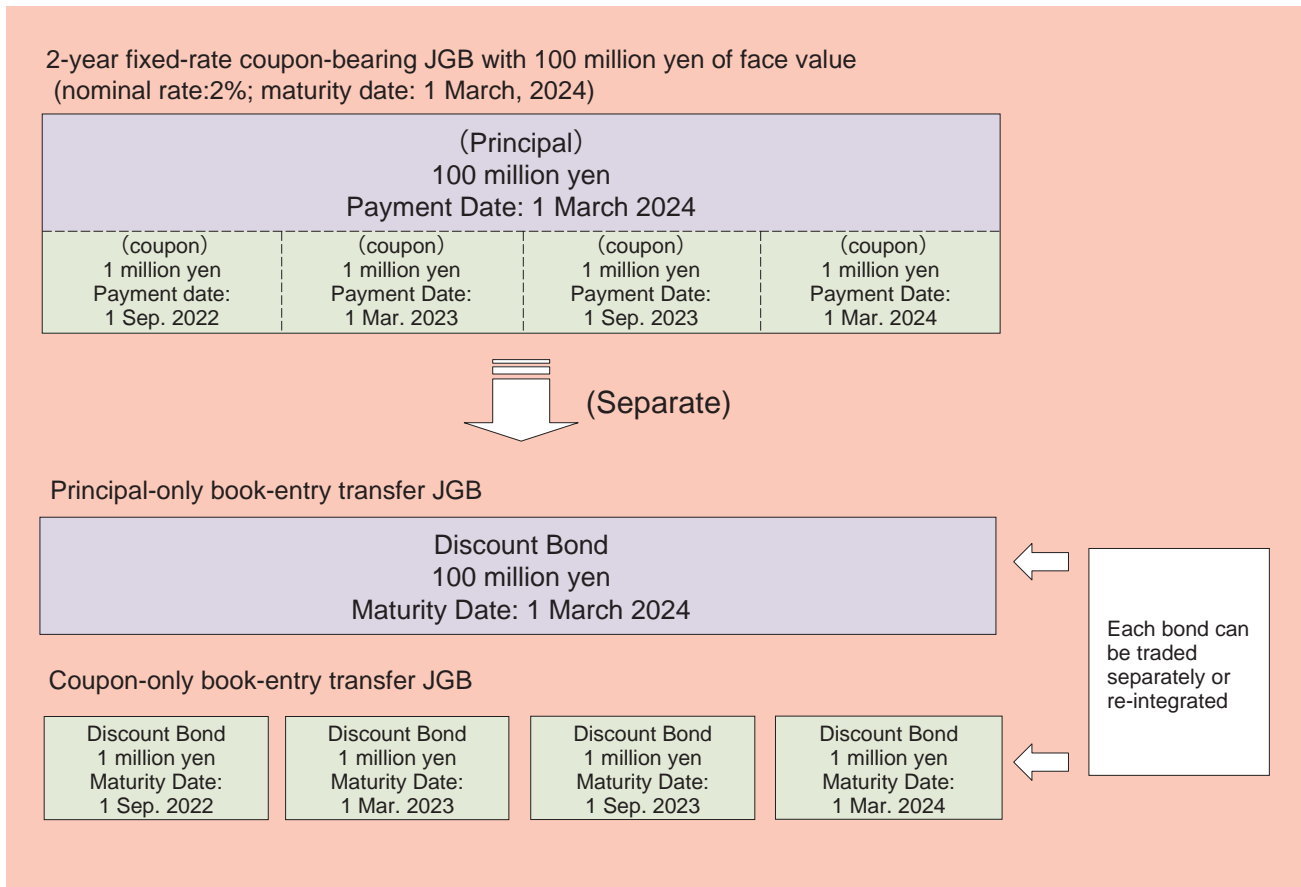 2-year fixed-rate coupon-bearing JGB with 100 million yen of face value
(nominal rate:2%; maturity date: 1 March, 2024)
（Principal）
100 million yen
Payment Date: 1 March 2024
（coupon）
1 million yen
Payment date:
1 Sep. 2022
（coupon）
1 million yen
Payment Date:
1 Mar. 2023
（coupon）
1 million yen
Payment Date:
1 Sep. 2023
（coupon）
1 million yen
Payment Date:
1 Mar. 2024
(Separate)
Principal-only book-entry transfer JGB
Discount Bond
100 million yen
Maturity Date: 1 March 2024
Coupon-only book-entry transfer JGB
Discount Bond
1 million yen
Maturity Date:
1 Sep. 2022
Discount Bond
1 million yen
Maturity Date:
1 Mar. 2023
Discount Bond
1 million yen
Maturity Date:
1 Sep. 2023
Discount Bond
1 million yen
Maturity Date:
1 Mar. 2024
Each bond can
be traded
separately or
re-integrated